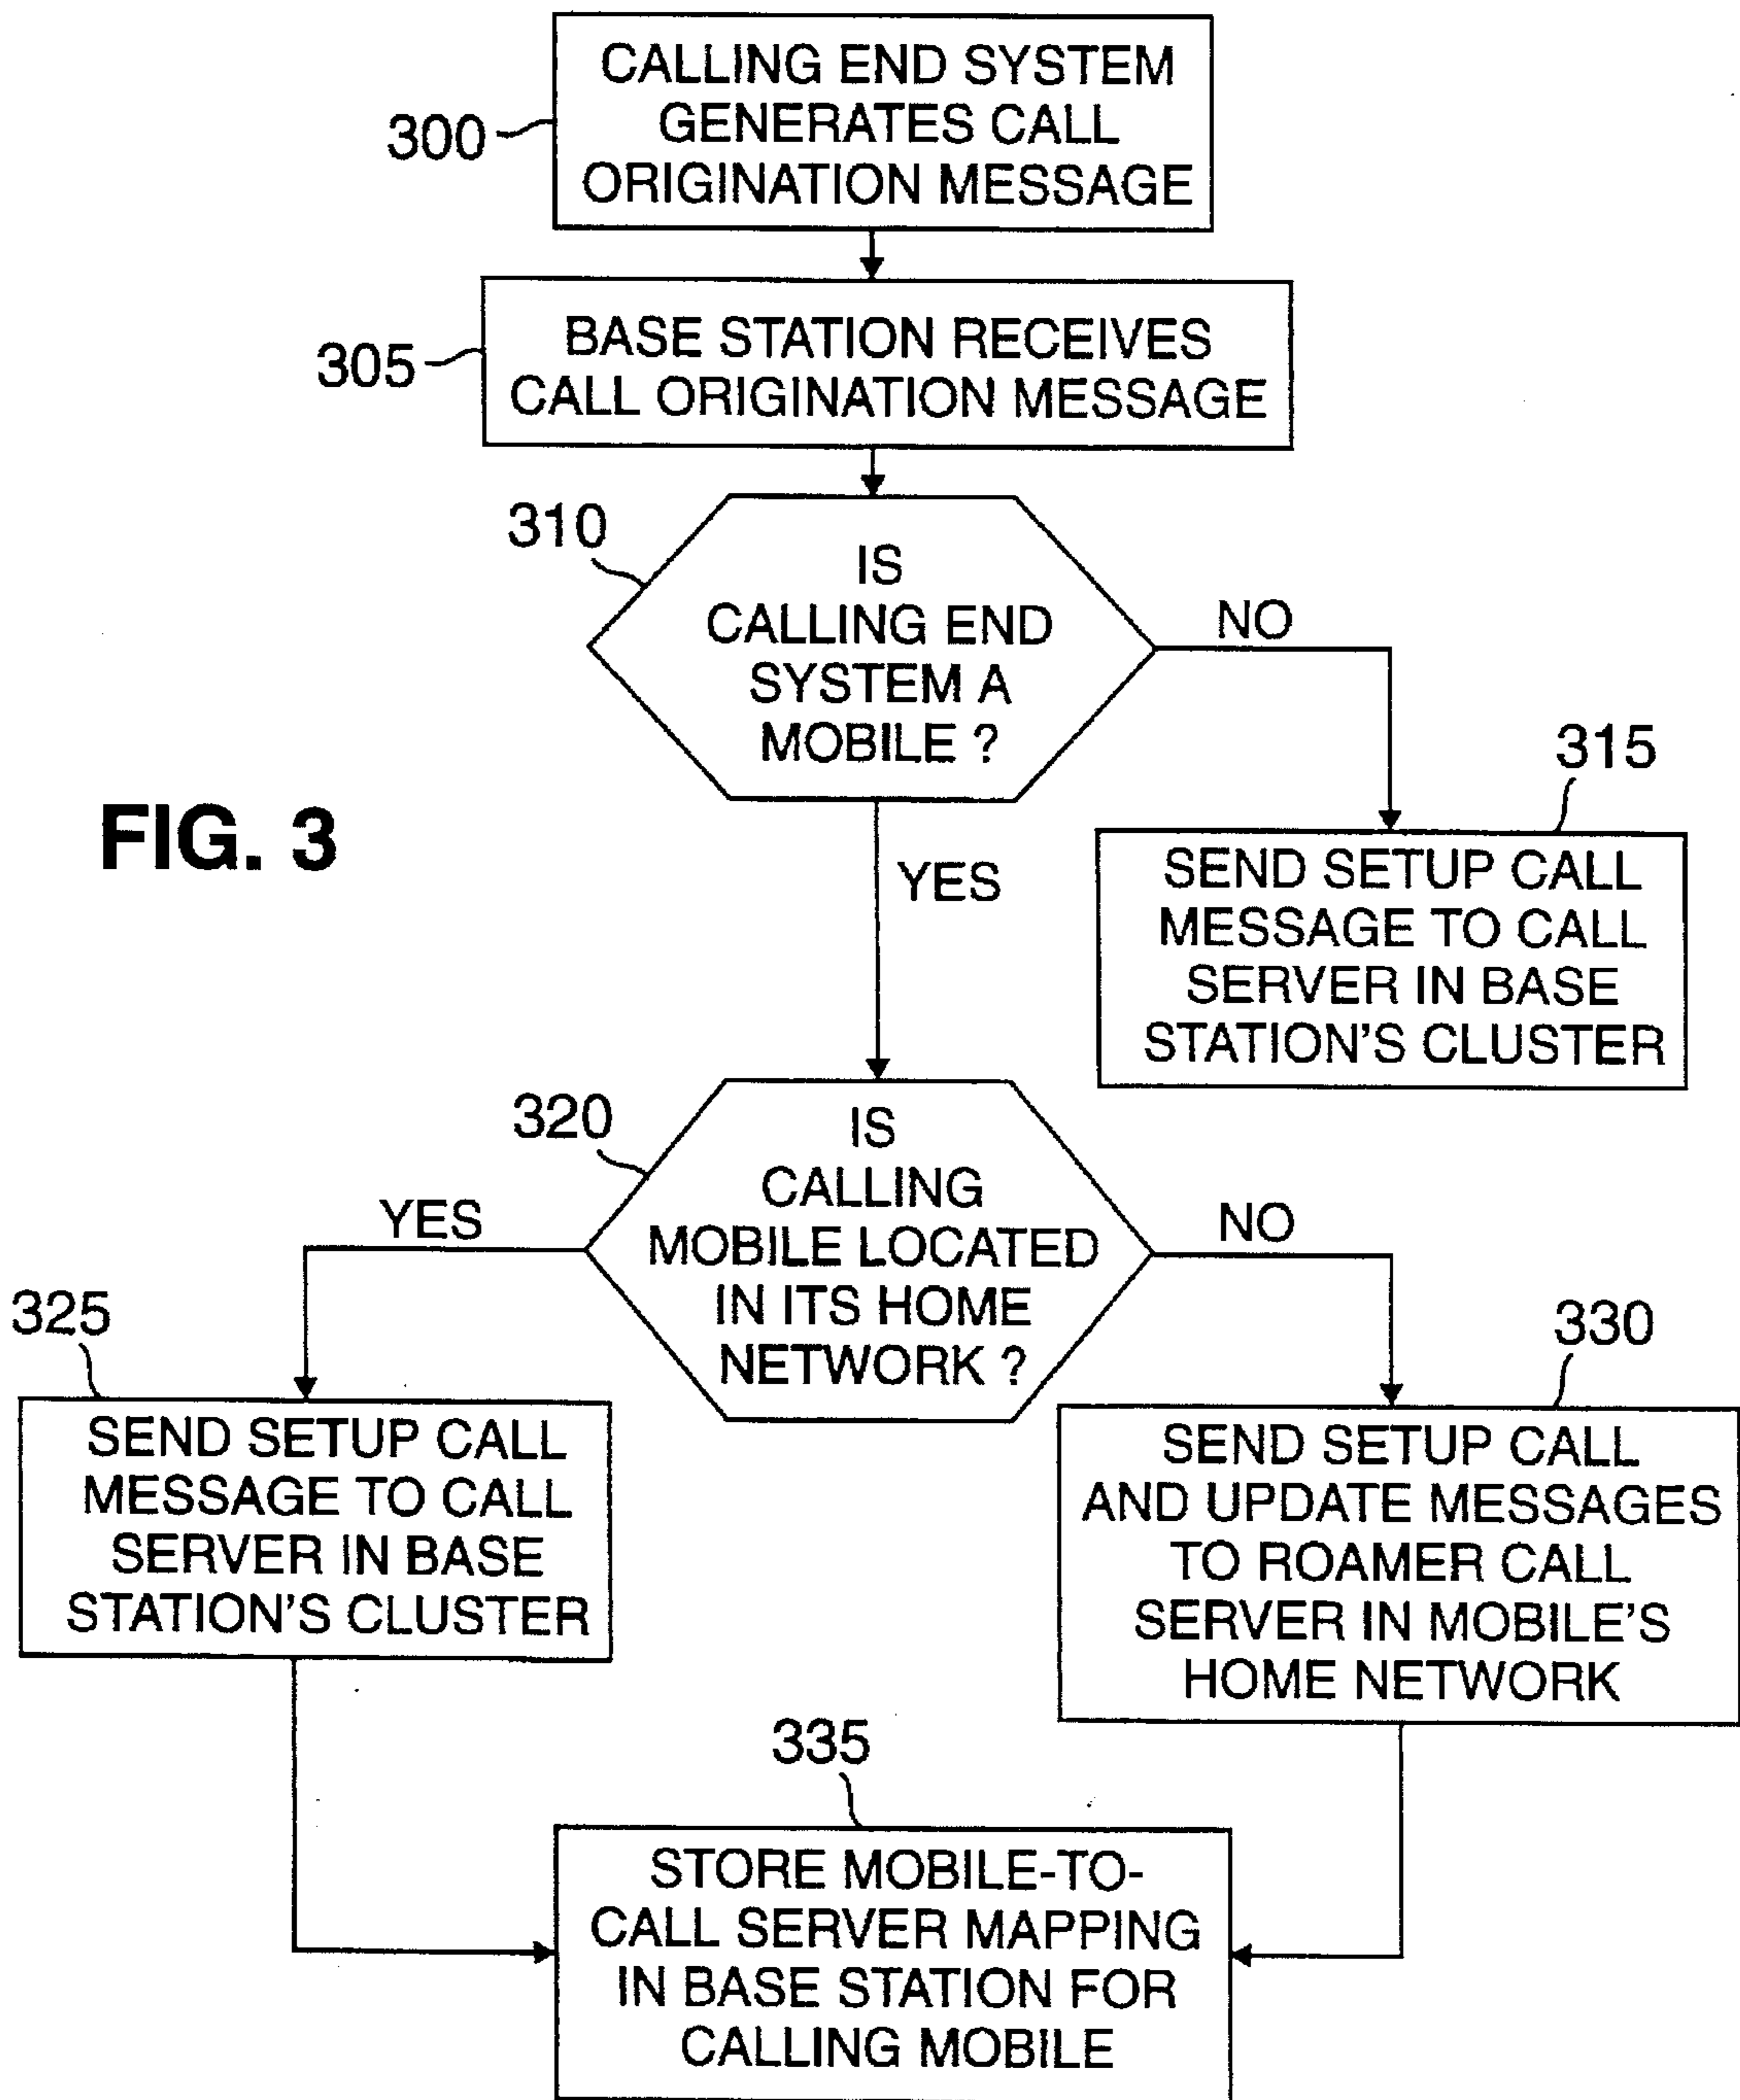 CALLING END SYSTEM
GENERATES CALL
ORIGINATION MESSAGE
300
BASE STATION RECEIVES
CALL ORIGINATION MESSAGE
305
310
IS
CALLING END
SYSTEM A
MOBILE ?
NO
YES
315
SEND SETUP CALL
MESSAGE TO CALL
SERVER IN BASE
STATION'S CLUSTER
FIG. 3
320
IS
CALLING
MOBILE LOCATED
IN ITS HOME
NETWORK ?
YES
NO
325
SEND SETUP CALL
MESSAGE TO CALL
SERVER IN BASE
STATION'S CLUSTER
330
SEND SETUP CALL
AND UPDATE MESSAGES
TO ROAMER CALL
SERVER IN MOBILE'S
HOME NETWORK
335
STORE MOBILE-TO-
CALL SERVER MAPPING
IN BASE STATION FOR
CALLING MOBILE